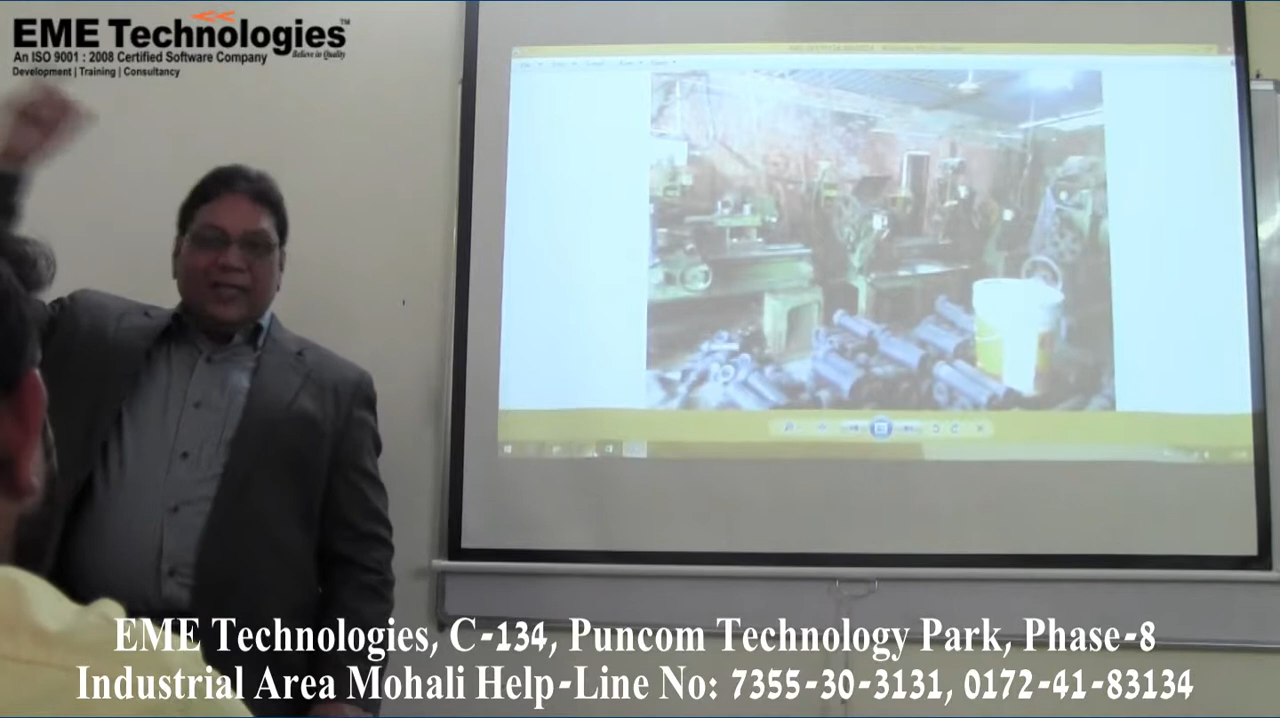 EME Technologies™
An ISO 9001 : 2008 Certified Software Company Believe in Quality
Development | Training | Consultancy
EME Technologies, C-134, Puncom Technology Park, Phase-8
Industrial Area Mohali Help-Line No: 7355-30-3131, 0172-41-83134